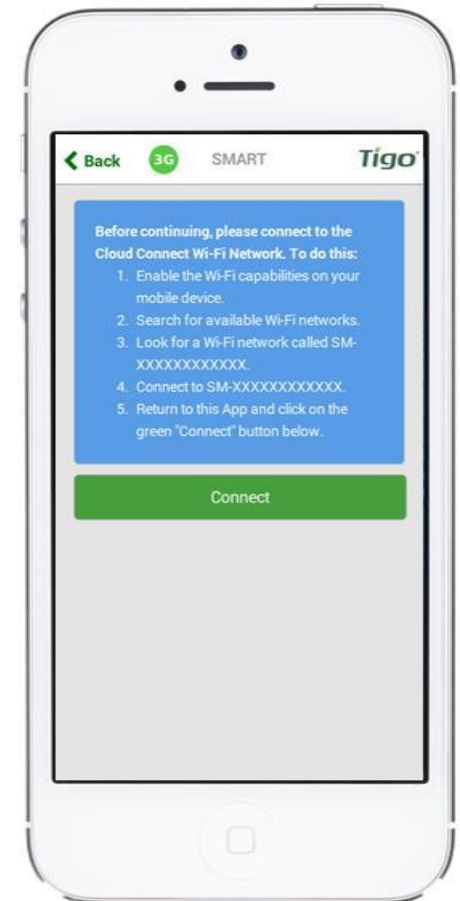 Back 3G SMART Tigo
Before continuing, please connect to the
Cloud Connect Wi-Fi Network. To do this:
1. Enable the Wi-Fi capabilities on your
mobile device.
2. Search for available Wi-Fi networks.
3. Look for a Wi-Fi network called SM-
XXXXXXXXXXXX.
4. Connect to SM-XXXXXXXXXXXX.
5. Return to this App and click on the
green "Connect" button below.
Connect